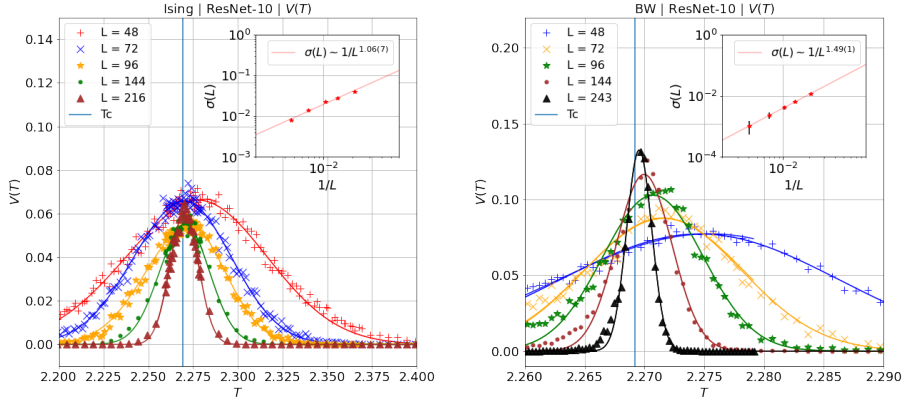 Ising | ResNet-10 | V(T)
0.14
0.12
0.10
0.08
0.06
0.04
0.02
0.00
V(T)
L = 48
L = 72
L = 96
L = 144
L = 216
Tc
σ(L) ~ 1/L^1.06(7)
10^0
10^-1
10^-2
10^-3
σ(L)
10^-2
1/L
2.200 2.225 2.250 2.275 2.300 2.325 2.350 2.375 2.400
T
BW | ResNet-10 | V(T)
0.20
0.15
0.10
0.05
0.00
V(T)
L = 48
L = 72
L = 96
L = 144
L = 243
Tc
σ(L) ~ 1/L^1.49(1)
10^0
10^-2
10^-4
σ(L)
10^-2
1/L
2.260 2.265 2.270 2.275 2.280 2.285 2.290
T